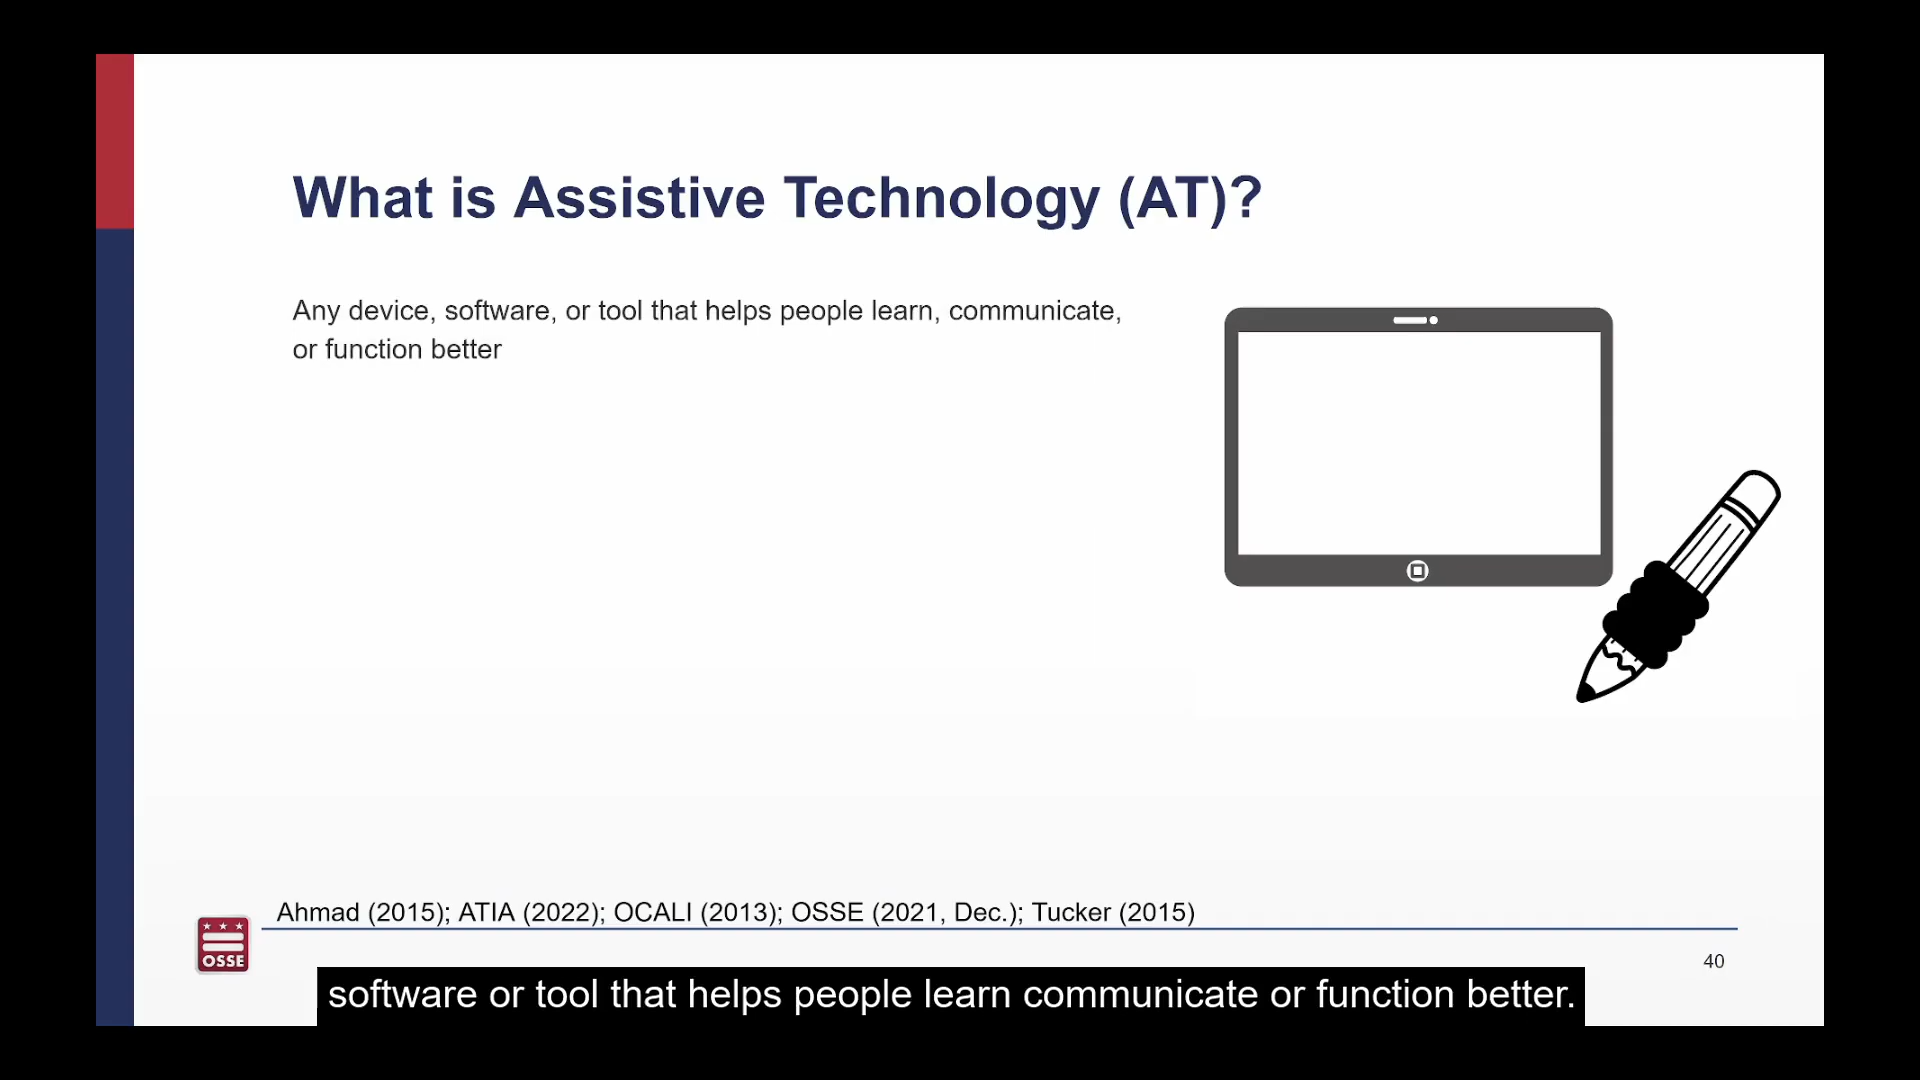 What is Assistive Technology (AT)?
Any device, software, or tool that helps people learn, communicate,
or function better
Ahmad (2015); ATIA (2022); OCALI (2013); OSSE (2021, Dec.); Tucker (2015)
OSSE
40
software or tool that helps people learn communicate or function better.